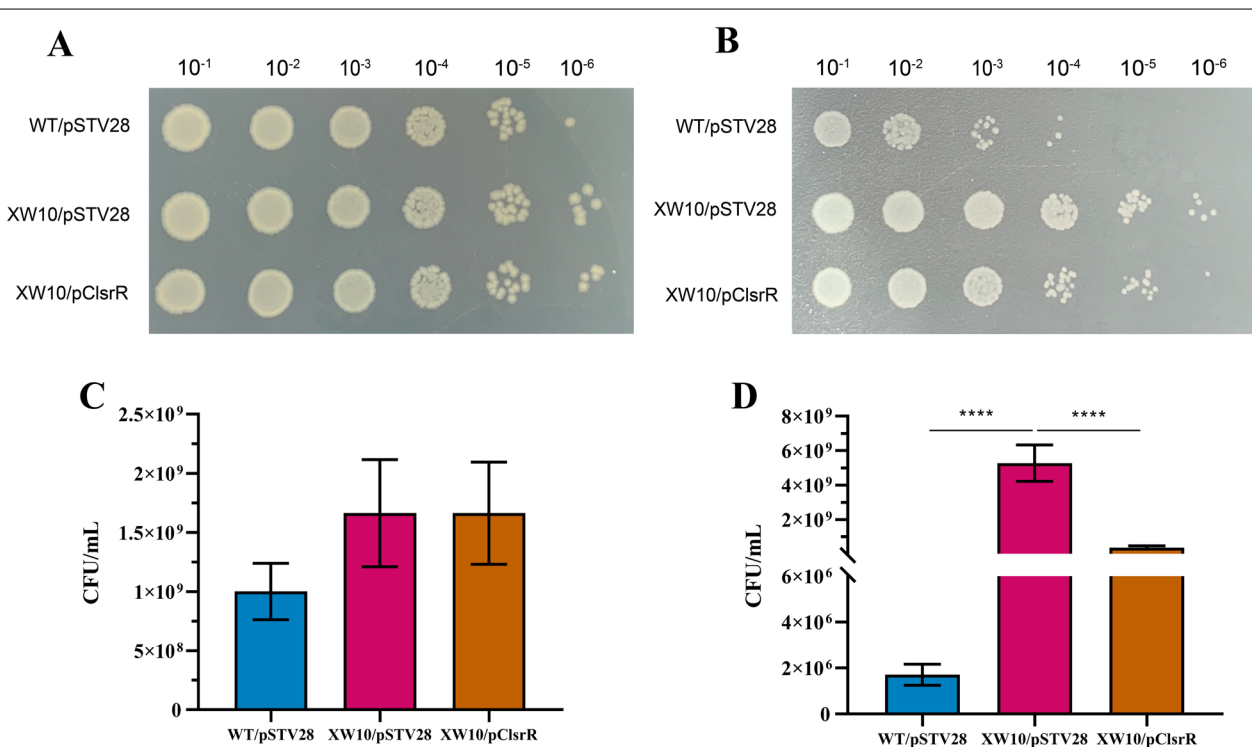 A
10⁻¹ 10⁻² 10⁻³ 10⁻⁴ 10⁻⁵ 10⁻⁶
WT/pSTV28
XW10/pSTV28
XW10/pClsrR
B
10⁻¹ 10⁻² 10⁻³ 10⁻⁴ 10⁻⁵ 10⁻⁶
WT/pSTV28
XW10/pSTV28
XW10/pClsrR
C
CFU/mL
2.5×10⁹
2×10⁹
1.5×10⁹
1×10⁹
5×10⁸
0
WT/pSTV28 XW10/pSTV28 XW10/pClsrR
D
CFU/mL
8×10⁹
6×10⁹
4×10⁹
2×10⁹
6×10⁶
4×10⁶
2×10⁶
0
**** ****
WT/pSTV28 XW10/pSTV28 XW10/pClsrR